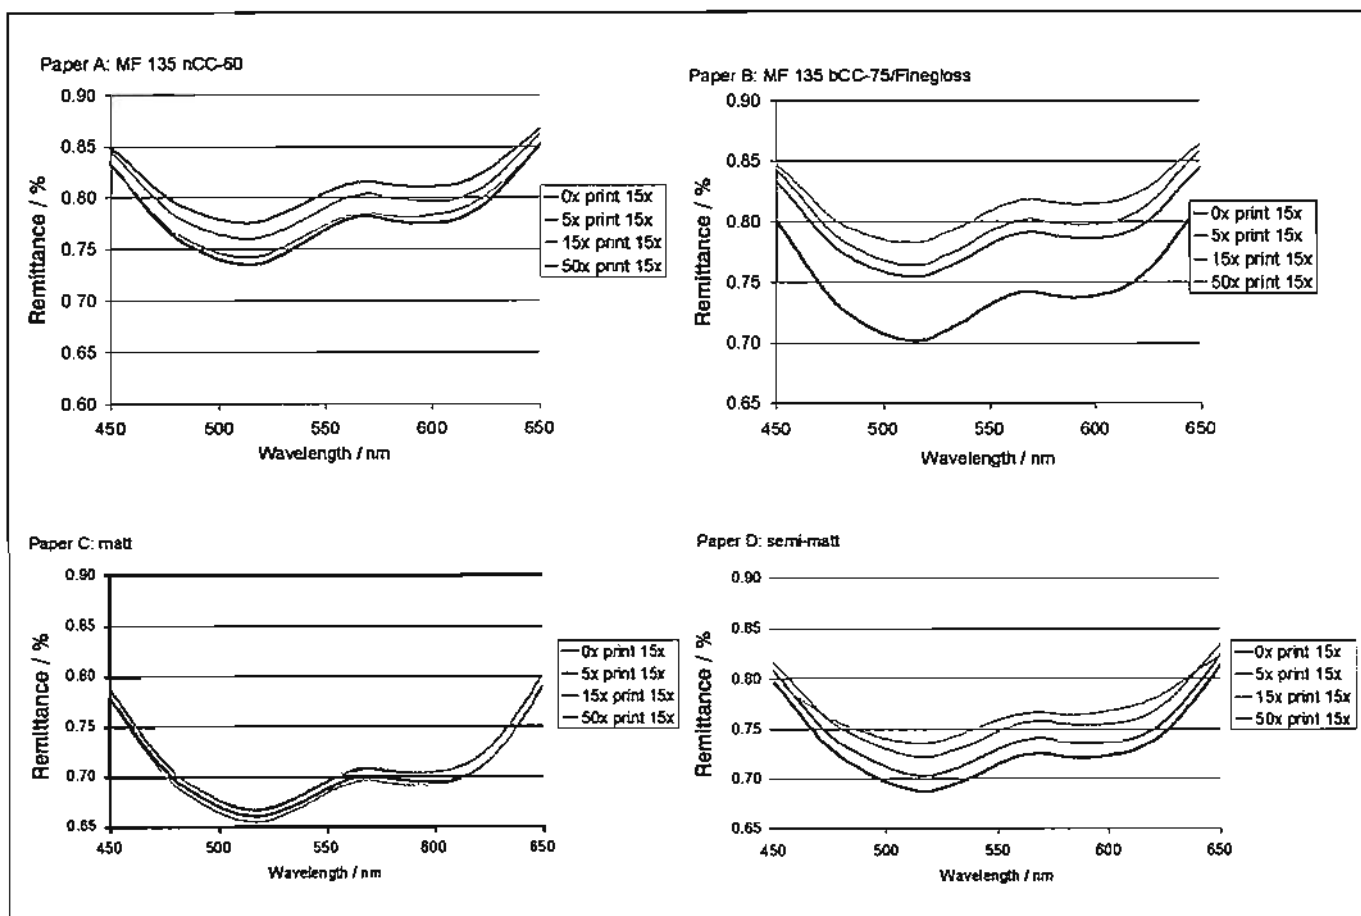 Paper A: MF 135 nCC-60
0.90
0.85
0.80
0.75
0.70
0.65
0.60
Remittance / %
450 500 550 600 650
Wavelength / nm
0x print 15x
5x print 15x
15x print 15x
50x print 15x
Paper B: MF 135 bCC-75/Finegloss
0.90
0.85
0.80
0.75
0.70
0.65
Remittance / %
450 500 550 600 650
Wavelength / nm
0x print 15x
5x print 15x
15x print 15x
50x print 15x
Paper C: matt
0.90
0.85
0.80
0.75
0.70
0.65
Remittance / %
450 500 550 600 650
Wavelength / nm
0x print 15x
5x print 15x
15x print 15x
50x print 15x
Paper D: semi-matt
0.90
0.85
0.80
0.75
0.70
0.65
Remittance / %
450 500 550 600 650
Wavelength / nm
0x print 15x
5x print 15x
15x print 15x
50x print 15x